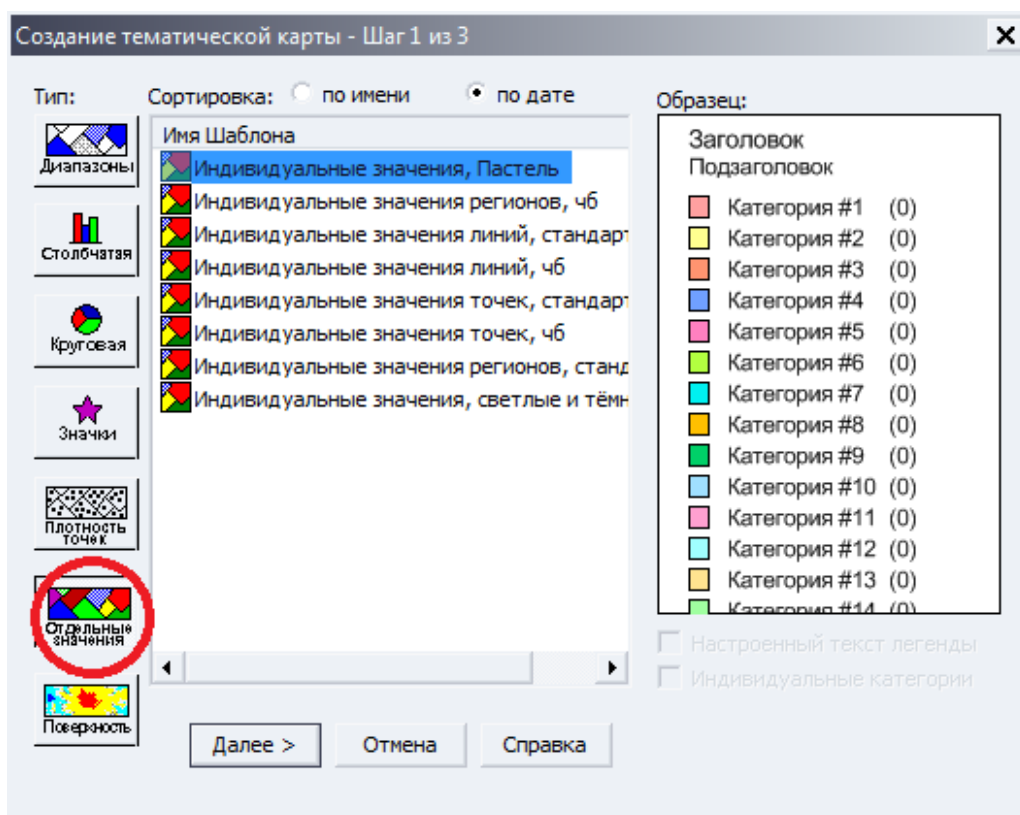 Создание тематической карты - Шаг 1 из 3
Тип:
Сортировка: по имени по дате
Образец:
Диапазоны
Столбчатая
Круговая
Значки
Плотность
точек
Отдельные
значения
Поверхность
Имя Шаблона
Индивидуальные значения, Пастель
Индивидуальные значения регионов, чб
Индивидуальные значения линий, стандарт
Индивидуальные значения линий, чб
Индивидуальные значения точек, стандарт
Индивидуальные значения точек, чб
Индивидуальные значения регионов, станд
Индивидуальные значения, светлые и тёмн
Заголовок
Подзаголовок
Категория #1 (0)
Категория #2 (0)
Категория #3 (0)
Категория #4 (0)
Категория #5 (0)
Категория #6 (0)
Категория #7 (0)
Категория #8 (0)
Категория #9 (0)
Категория #10 (0)
Категория #11 (0)
Категория #12 (0)
Категория #13 (0)
Категория #14 (0)
Настроенный текст легенды
Индивидуальные категории
Далее > Отмена Справка